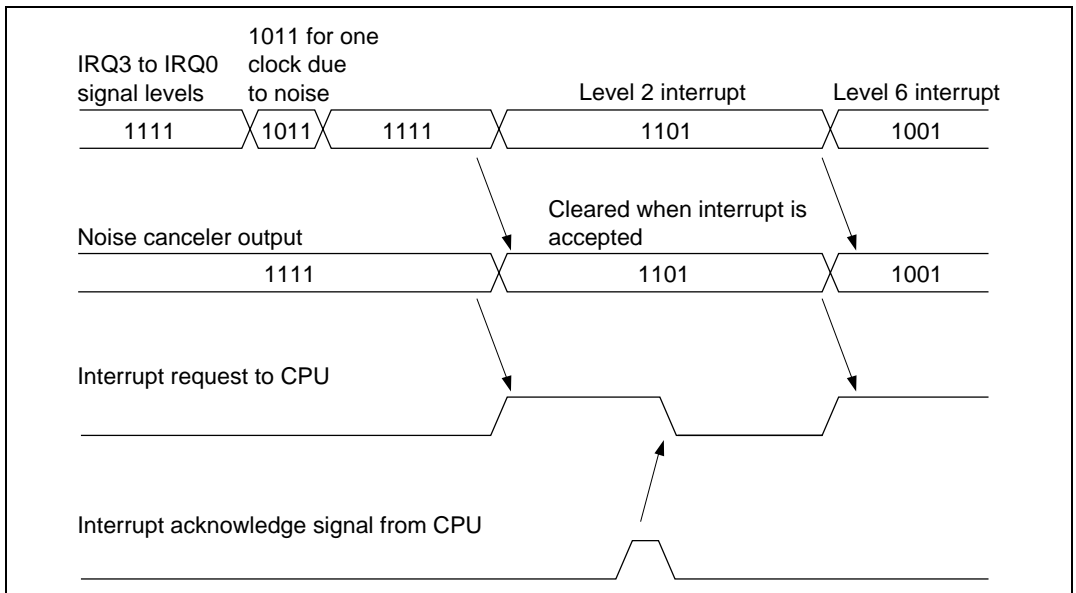 1011 for one
clock due
to noise
IRQ3 to IRQ0
signal levels
Level 2 interrupt
Level 6 interrupt
1111
1011
1111
1101
1001
Cleared when interrupt is
accepted
Noise canceler output
1111
1101
1001
Interrupt request to CPU
Interrupt acknowledge signal from CPU